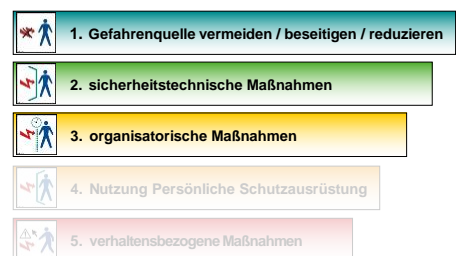 1. Gefahrenquelle vermeiden / beseitigen / reduzieren
2. sicherheitstechnische Maßnahmen
3. organisatorische Maßnahmen
4. Nutzung Persönliche Schutzausrüstung
5. verhaltensbezogene Maßnahmen